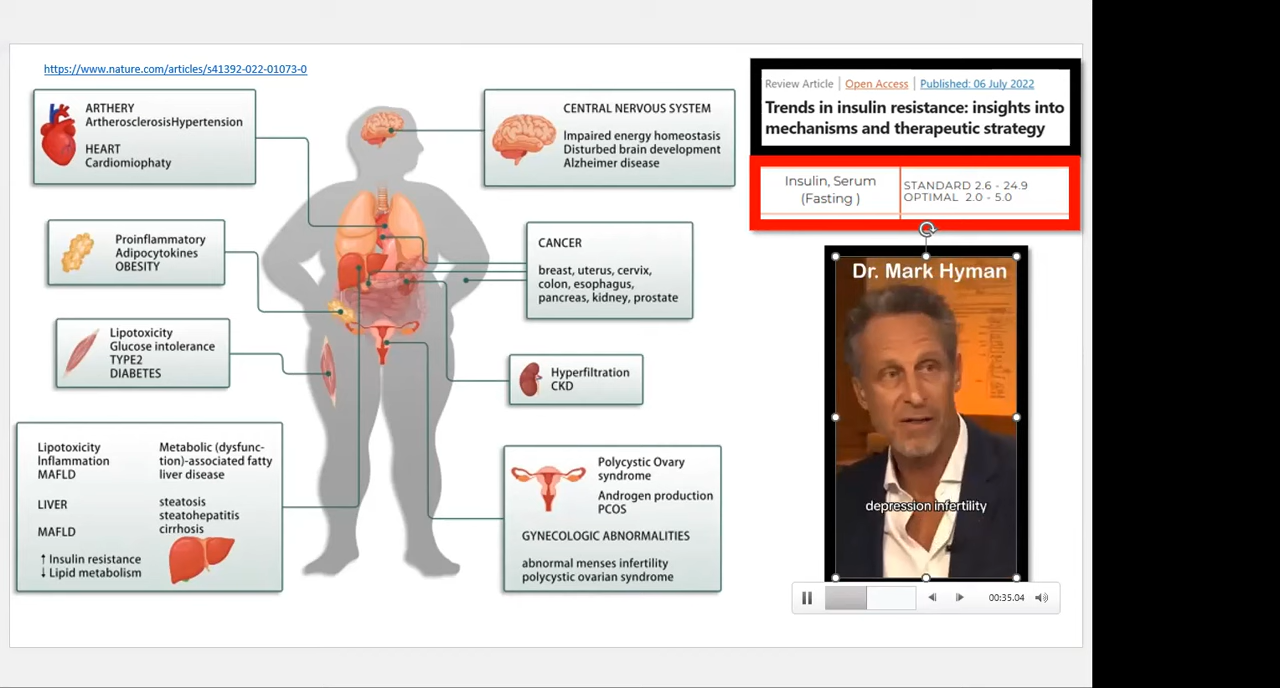 https://www.nature.com/articles/s41392-022-01073-0
ARTHERY
ArtherosclerosisHypertension
HEART
Cardiomiophaty
Proinflammatory
Adipocytokines
OBESITY
Lipotoxicity
Glucose intolerance
TYPE2
DIABETES
Lipotoxicity
Inflammation
MAFLD
LIVER
MAFLD
↑ Insulin resistance
↓ Lipid metabolism
Metabolic (dysfunc-
tion)-associated fatty
liver disease
steatosis
steatohepatitis
cirrhosis
CENTRAL NERVOUS SYSTEM
Impaired energy homeostasis
Disturbed brain development
Alzheimer disease
CANCER
breast, uterus, cervix,
colon, esophagus,
pancreas, kidney, prostate
Hyperfiltration
CKD
Polycystic Ovary
syndrome
Androgen production
PCOS
GYNECOLOGIC ABNORMALITIES
abnormal menses infertility
polycystic ovarian syndrome
Review Article | Open Access | Published: 06 July 2022
Trends in insulin resistance: insights into
mechanisms and therapeutic strategy
Insulin, Serum
(Fasting )
STANDARD 2.6 - 24.9
OPTIMAL 2.0 - 5.0
Dr. Mark Hyman
depression infertility
00:35.04